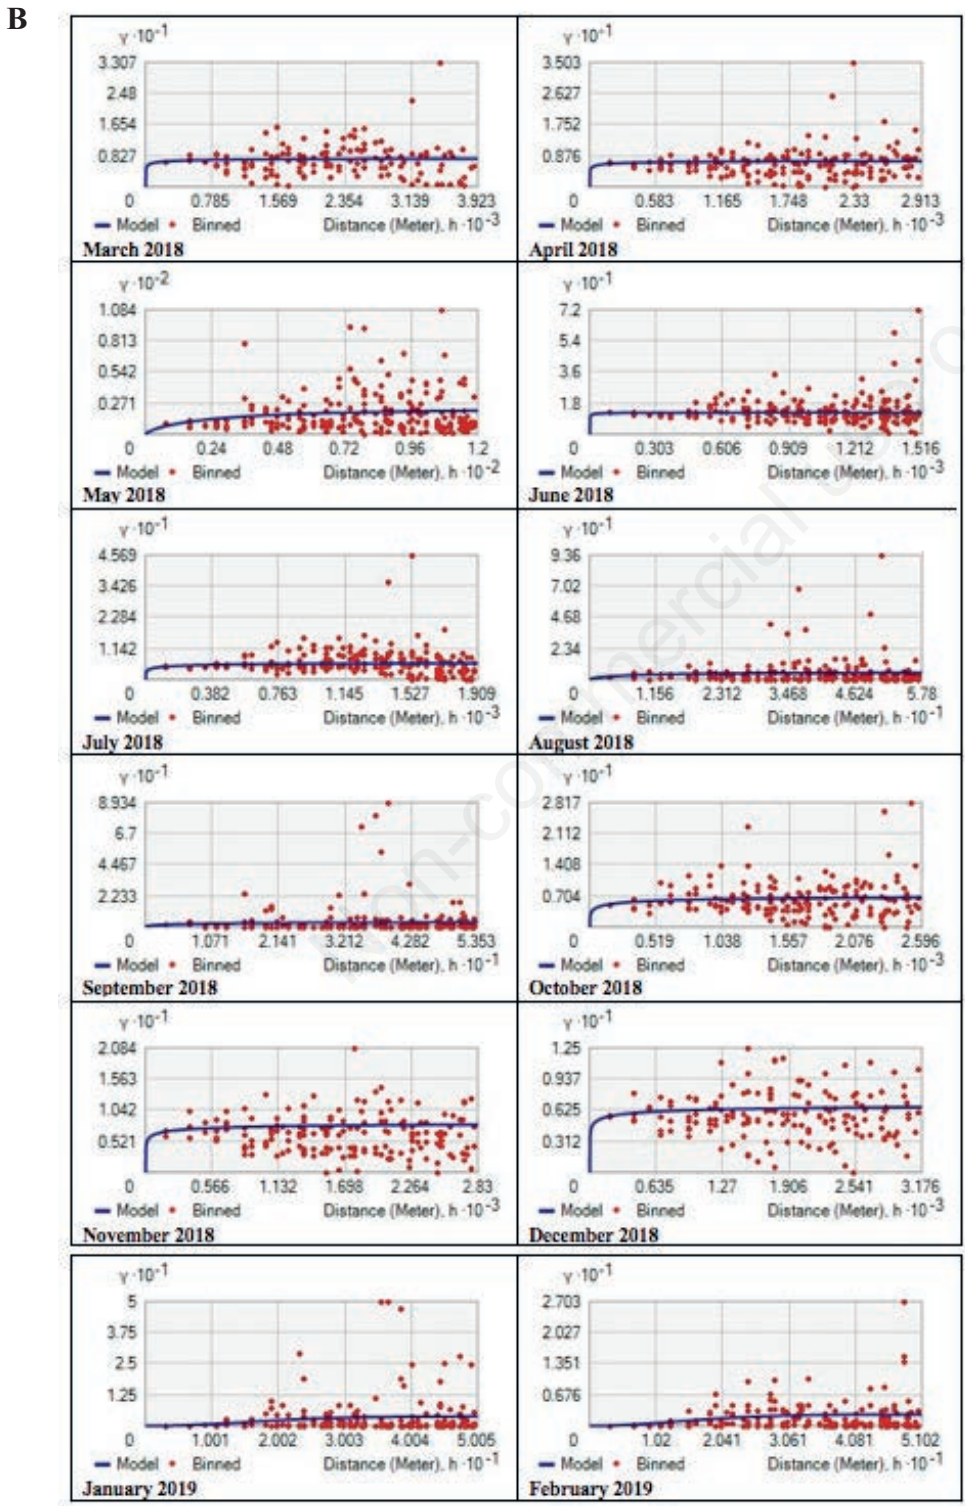 B
γ ·10⁻¹
3.307
2.48
1.654
0.827
0 0.785 1.569 2.354 3.139 3.923
Model Binned Distance (Meter), h ·10⁻³
March 2018
γ ·10⁻¹
3.503
2.627
1.752
0.876
0 0.583 1.165 1.748 2.33 2.913
Model Binned Distance (Meter), h ·10⁻³
April 2018
γ ·10⁻²
1.084
0.813
0.542
0.271
0 0.24 0.48 0.72 0.96 1.2
Model Binned Distance (Meter), h ·10⁻²
May 2018
γ ·10⁻¹
7.2
5.4
3.6
1.8
0 0.303 0.606 0.909 1.212 1.516
Model Binned Distance (Meter), h ·10⁻³
June 2018
γ ·10⁻¹
4.569
3.426
2.284
1.142
0 0.382 0.763 1.145 1.527 1.909
Model Binned Distance (Meter), h ·10⁻³
July 2018
γ ·10⁻¹
9.36
7.02
4.68
2.34
0 1.156 2.312 3.468 4.624 5.78
Model Binned Distance (Meter), h ·10⁻¹
August 2018
γ ·10⁻¹
8.934
6.7
4.467
2.233
0 1.071 2.141 3.212 4.282 5.353
Model Binned Distance (Meter), h ·10⁻¹
September 2018
γ ·10⁻¹
2.817
2.112
1.408
0.704
0 0.519 1.038 1.557 2.076 2.596
Model Binned Distance (Meter), h ·10⁻³
October 2018
γ ·10⁻¹
2.084
1.563
1.042
0.521
0 0.566 1.132 1.698 2.264 2.83
Model Binned Distance (Meter), h ·10⁻³
November 2018
γ ·10⁻¹
1.25
0.937
0.625
0.312
0 0.635 1.27 1.906 2.541 3.176
Model Binned Distance (Meter), h ·10⁻³
December 2018
γ ·10⁻¹
5
3.75
2.5
1.25
0 1.001 2.002 3.003 4.004 5.005
Model Binned Distance (Meter), h ·10⁻¹
January 2019
γ ·10⁻¹
2.703
2.027
1.351
0.676
0 1.02 2.041 3.061 4.081 5.102
Model Binned Distance (Meter), h ·10⁻¹
February 2019
Non-commercial